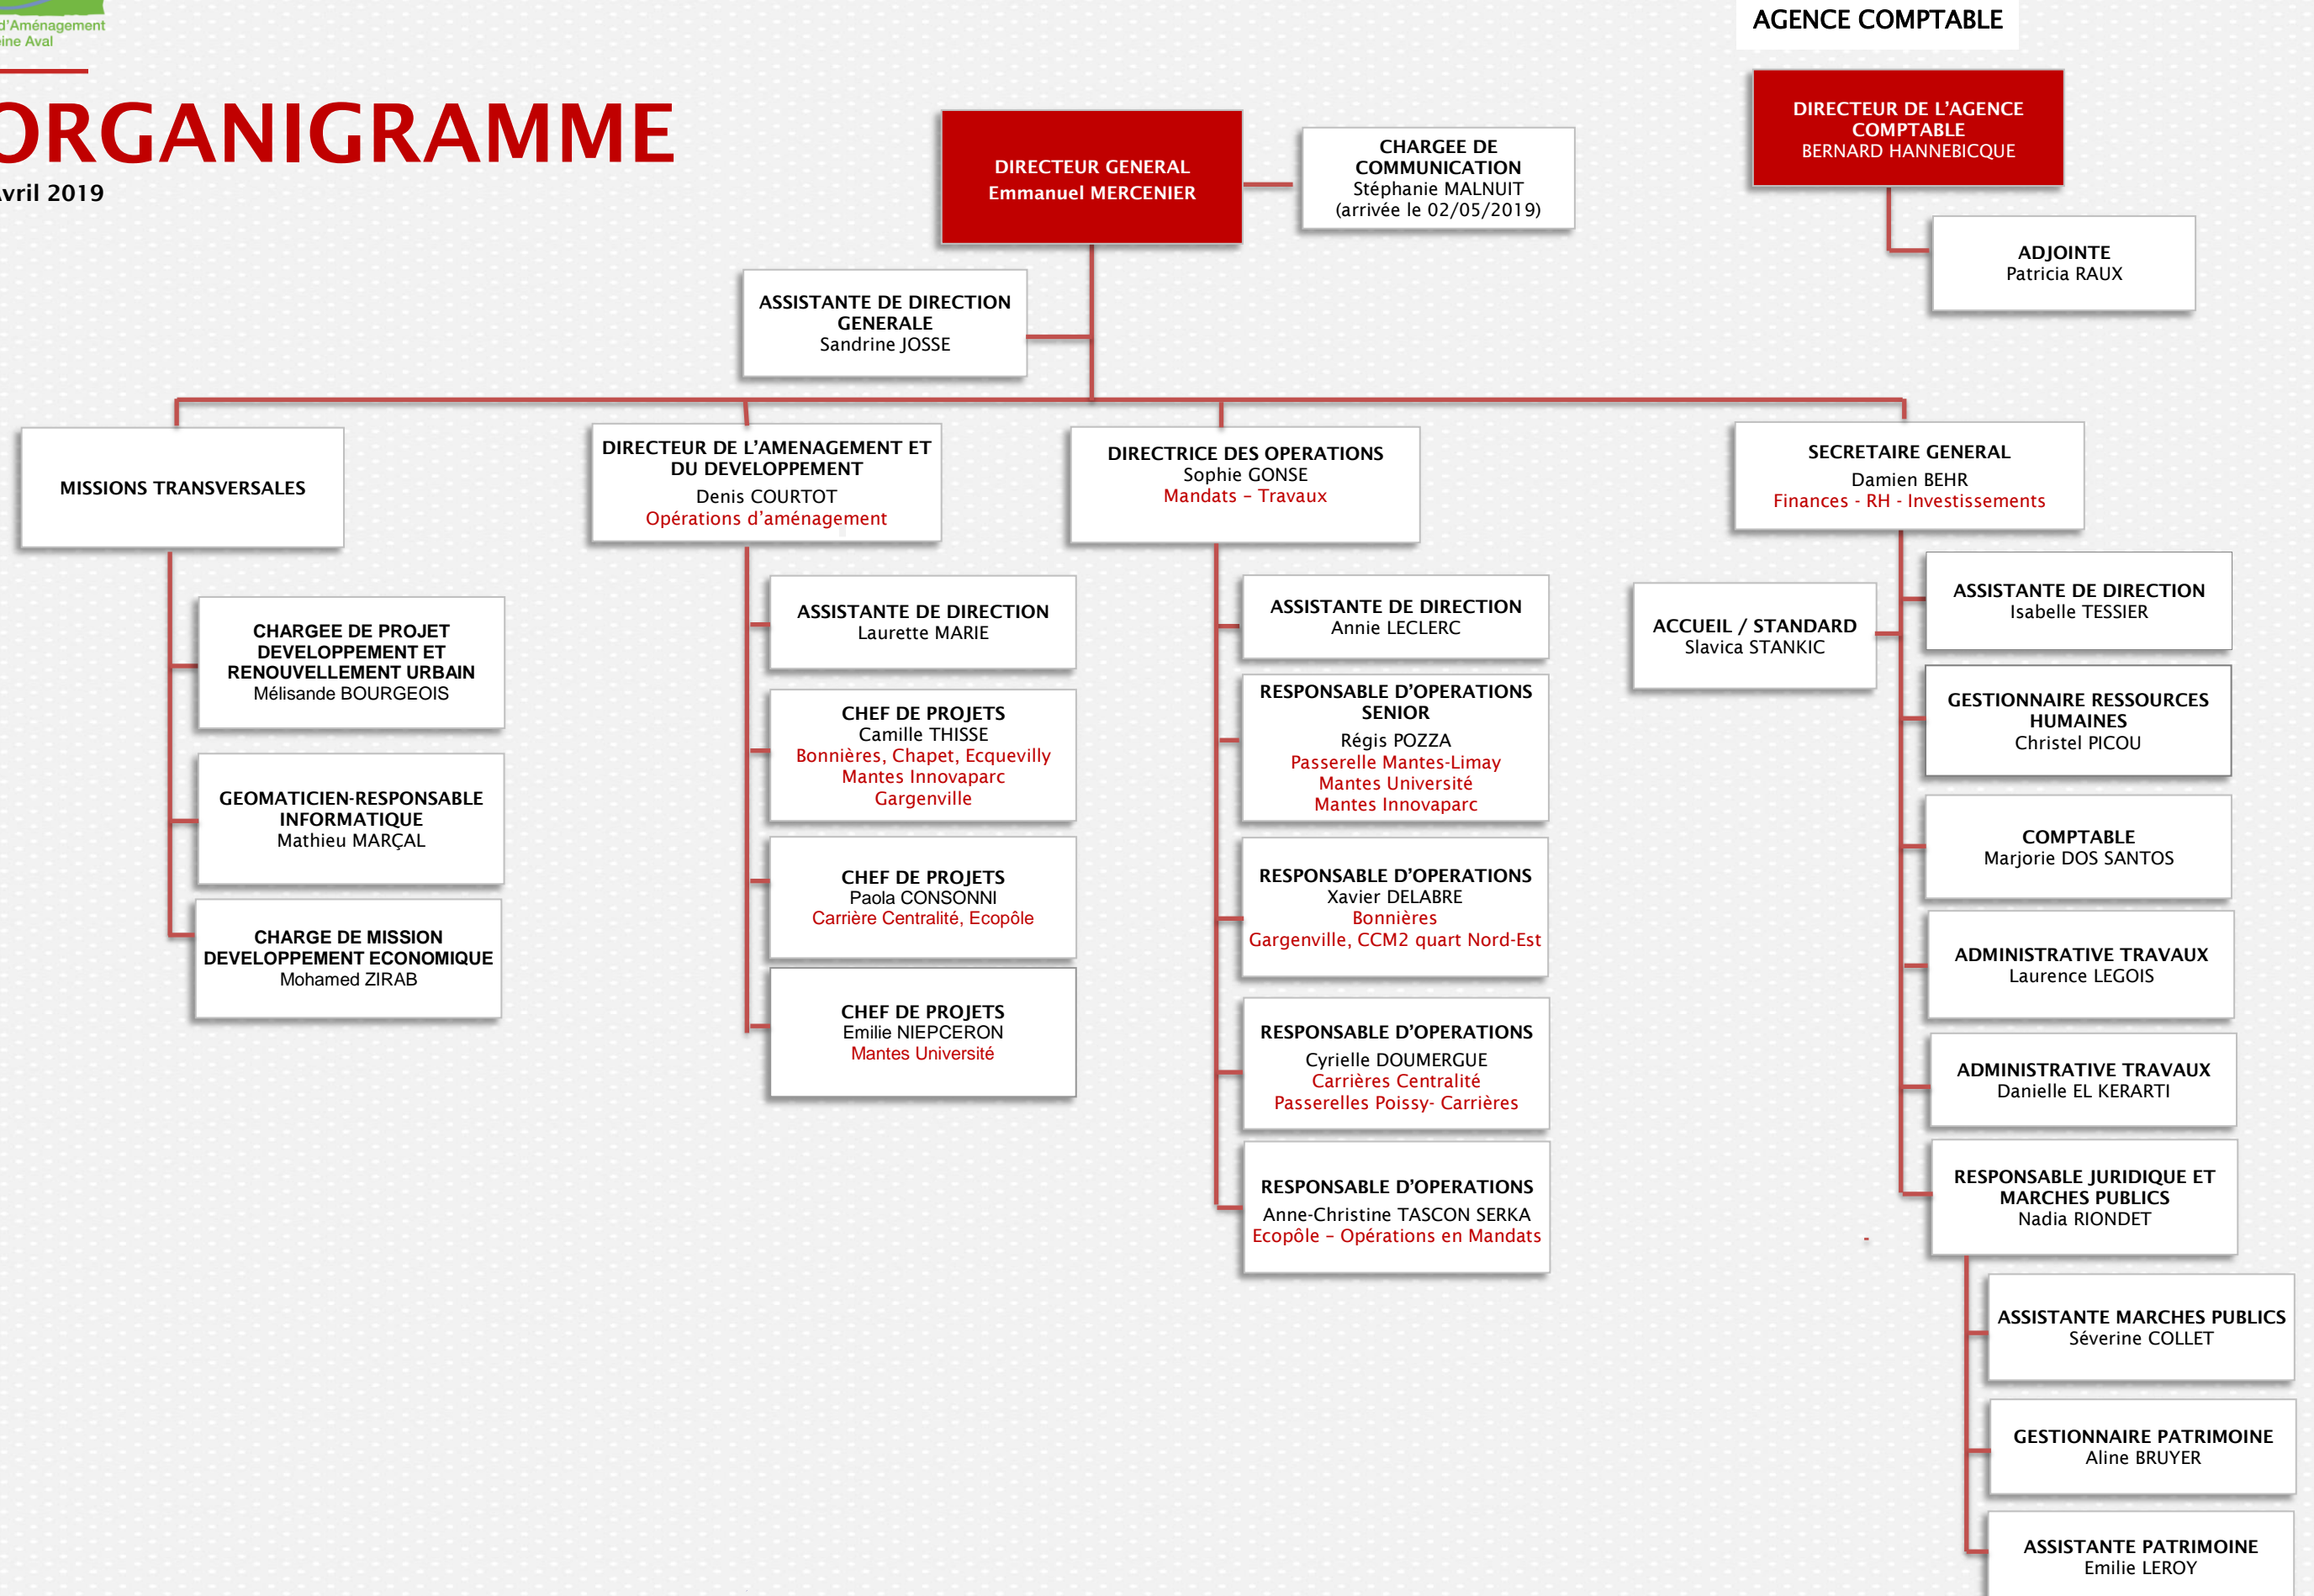 d'Aménagement
eine Aval
ORGANIGRAMME
Avril 2019
AGENCE COMPTABLE
DIRECTEUR DE L'AGENCE
COMPTABLE
BERNARD HANNEBICQUE
ADJOINTE
Patricia RAUX
DIRECTEUR GENERAL
Emmanuel MERCENIER
CHARGEE DE
COMMUNICATION
Stéphanie MALNUIT
(arrivée le 02/05/2019)
ASSISTANTE DE DIRECTION
GENERALE
Sandrine JOSSE
MISSIONS TRANSVERSALES
CHARGEE DE PROJET
DEVELOPPEMENT ET
RENOUVELLEMENT URBAIN
Mélisande BOURGEOIS
GEOMATICIEN-RESPONSABLE
INFORMATIQUE
Mathieu MARÇAL
CHARGE DE MISSION
DEVELOPPEMENT ECONOMIQUE
Mohamed ZIRAB
DIRECTEUR DE L'AMENAGEMENT ET
DU DEVELOPPEMENT
Denis COURTOT
Opérations d'aménagement
ASSISTANTE DE DIRECTION
Laurette MARIE
CHEF DE PROJETS
Camille THISSE
Bonnières, Chapet, Ecquevilly
Mantes Innovaparc
Gargenville
CHEF DE PROJETS
Paola CONSONNI
Carrière Centralité, Ecopôle
CHEF DE PROJETS
Emilie NIEPCERON
Mantes Université
DIRECTRICE DES OPERATIONS
Sophie GONSE
Mandats – Travaux
ASSISTANTE DE DIRECTION
Annie LECLERC
RESPONSABLE D'OPERATIONS
SENIOR
Régis POZZA
Passerelle Mantes-Limay
Mantes Université
Mantes Innovaparc
RESPONSABLE D'OPERATIONS
Xavier DELABRE
Bonnières
Gargenville, CCM2 quart Nord-Est
RESPONSABLE D'OPERATIONS
Cyrielle DOUMERGUE
Carrières Centralité
Passerelles Poissy- Carrières
RESPONSABLE D'OPERATIONS
Anne-Christine TASCON SERKA
Ecopôle – Opérations en Mandats
SECRETAIRE GENERAL
Damien BEHR
Finances - RH - Investissements
ACCUEIL / STANDARD
Slavica STANKIC
ASSISTANTE DE DIRECTION
Isabelle TESSIER
GESTIONNAIRE RESSOURCES
HUMAINES
Christel PICOU
COMPTABLE
Marjorie DOS SANTOS
ADMINISTRATIVE TRAVAUX
Laurence LEGOIS
ADMINISTRATIVE TRAVAUX
Danielle EL KERARTI
RESPONSABLE JURIDIQUE ET
MARCHES PUBLICS
Nadia RIONDET
-
ASSISTANTE MARCHES PUBLICS
Séverine COLLET
GESTIONNAIRE PATRIMOINE
Aline BRUYER
ASSISTANTE PATRIMOINE
Emilie LEROY